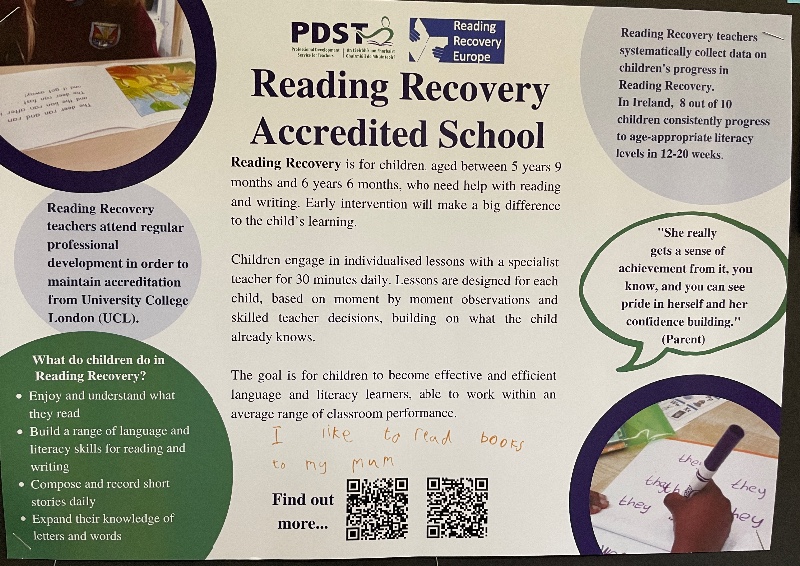 PDST
Professional Development
Service for Teachers
Reading
Recovery
Europe
Reading Recovery
Accredited School
Reading Recovery is for children aged between 5 years 9
months and 6 years 6 months, who need help with reading
and writing. Early intervention will make a big difference
to the child's learning.
Children engage in individualised lessons with a specialist
teacher for 30 minutes daily. Lessons are designed for each
child, based on moment by moment observations and
skilled teacher decisions, building on what the child
already knows.
The goal is for children to become effective and efficient
language and literacy learners, able to work within an
average range of classroom performance.
I like to read books
to my mum
Find out
more...
Reading Recovery
teachers attend regular
professional
development in order to
maintain accreditation
from University College
London (UCL).
What do children do in
Reading Recovery?
• Enjoy and understand what
they read
• Build a range of language and
literacy skills for reading and
writing
• Compose and record short
stories daily
• Expand their knowledge of
letters and words
Reading Recovery teachers
systematically collect data on
children's progress in
Reading Recovery.
In Ireland, 8 out of 10
children consistently progress
to age-appropriate literacy
levels in 12-20 weeks.
"She really
gets a sense of
achievement from it, you
know, and you can see
pride in herself and her
confidence building."
(Parent)
they
they
they
they